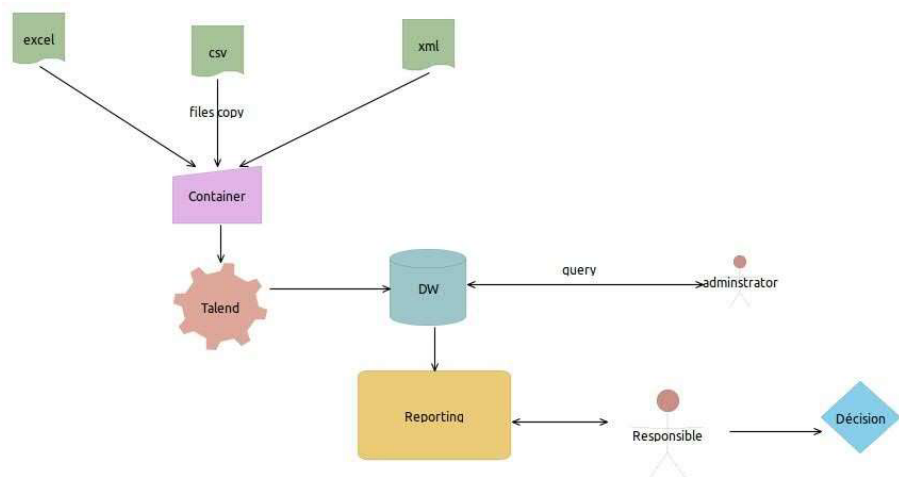 excel
csv
xml
files copy
Container
Talend
DW
query
adminstrator
Reporting
Responsible
Décision